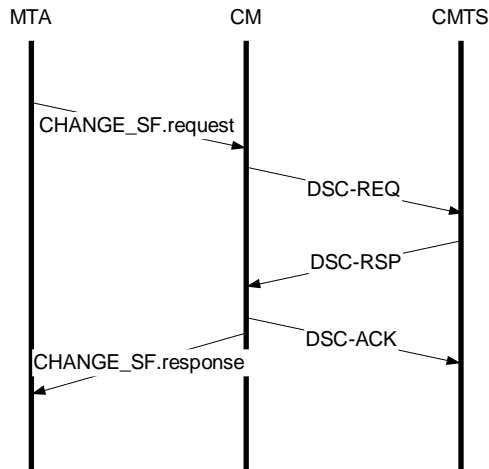 MTA
CM
CMTS
CHANGE_SF.request
DSC-REQ
DSC-RSP
DSC-ACK
CHANGE_SF.response